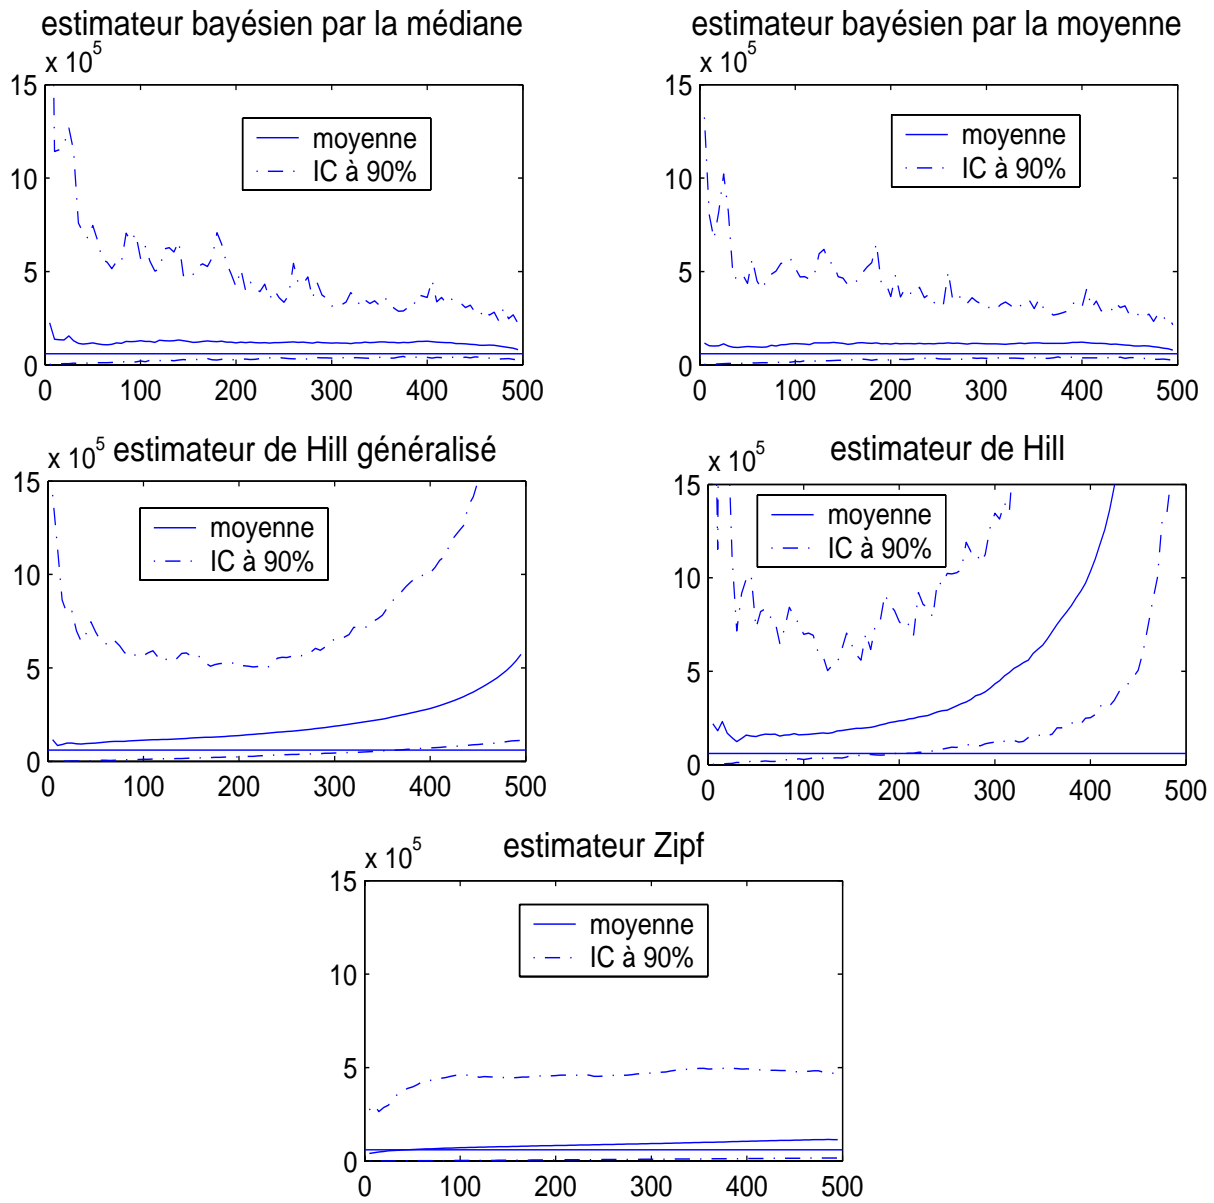 estimateur bayésien par la médiane
x 10^5
15
10
5
0
0 100 200 300 400 500
moyenne
IC à 90%
estimateur bayésien par la moyenne
x 10^5
15
10
5
0
0 100 200 300 400 500
moyenne
IC à 90%
x 10^5 estimateur de Hill généralisé
15
10
5
0
0 100 200 300 400 500
moyenne
IC à 90%
estimateur de Hill
x 10^5
15
10
5
0
0 100 200 300 400 500
moyenne
IC à 90%
estimateur Zipf
x 10^5
15
10
5
0
0 100 200 300 400 500
moyenne
IC à 90%